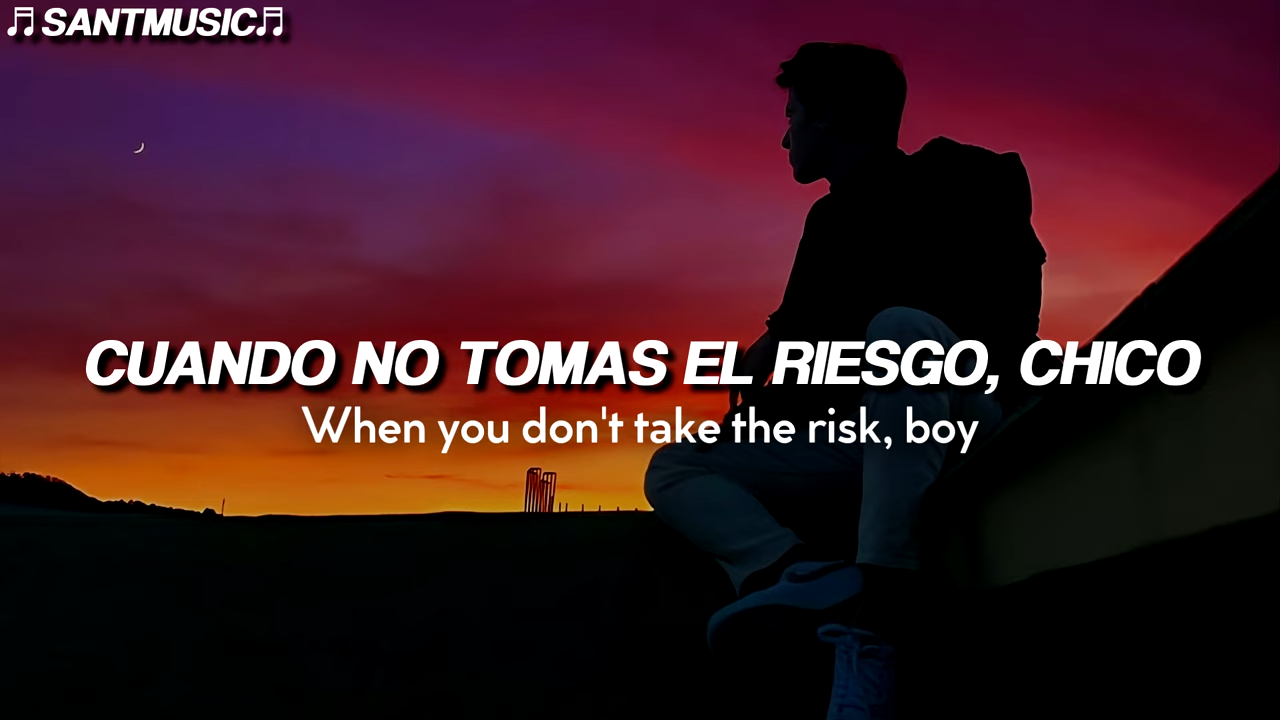 ♬SANTMUSIC♬
CUANDO NO TOMAS EL RIESGO, CHICO
When you don't take the risk, boy